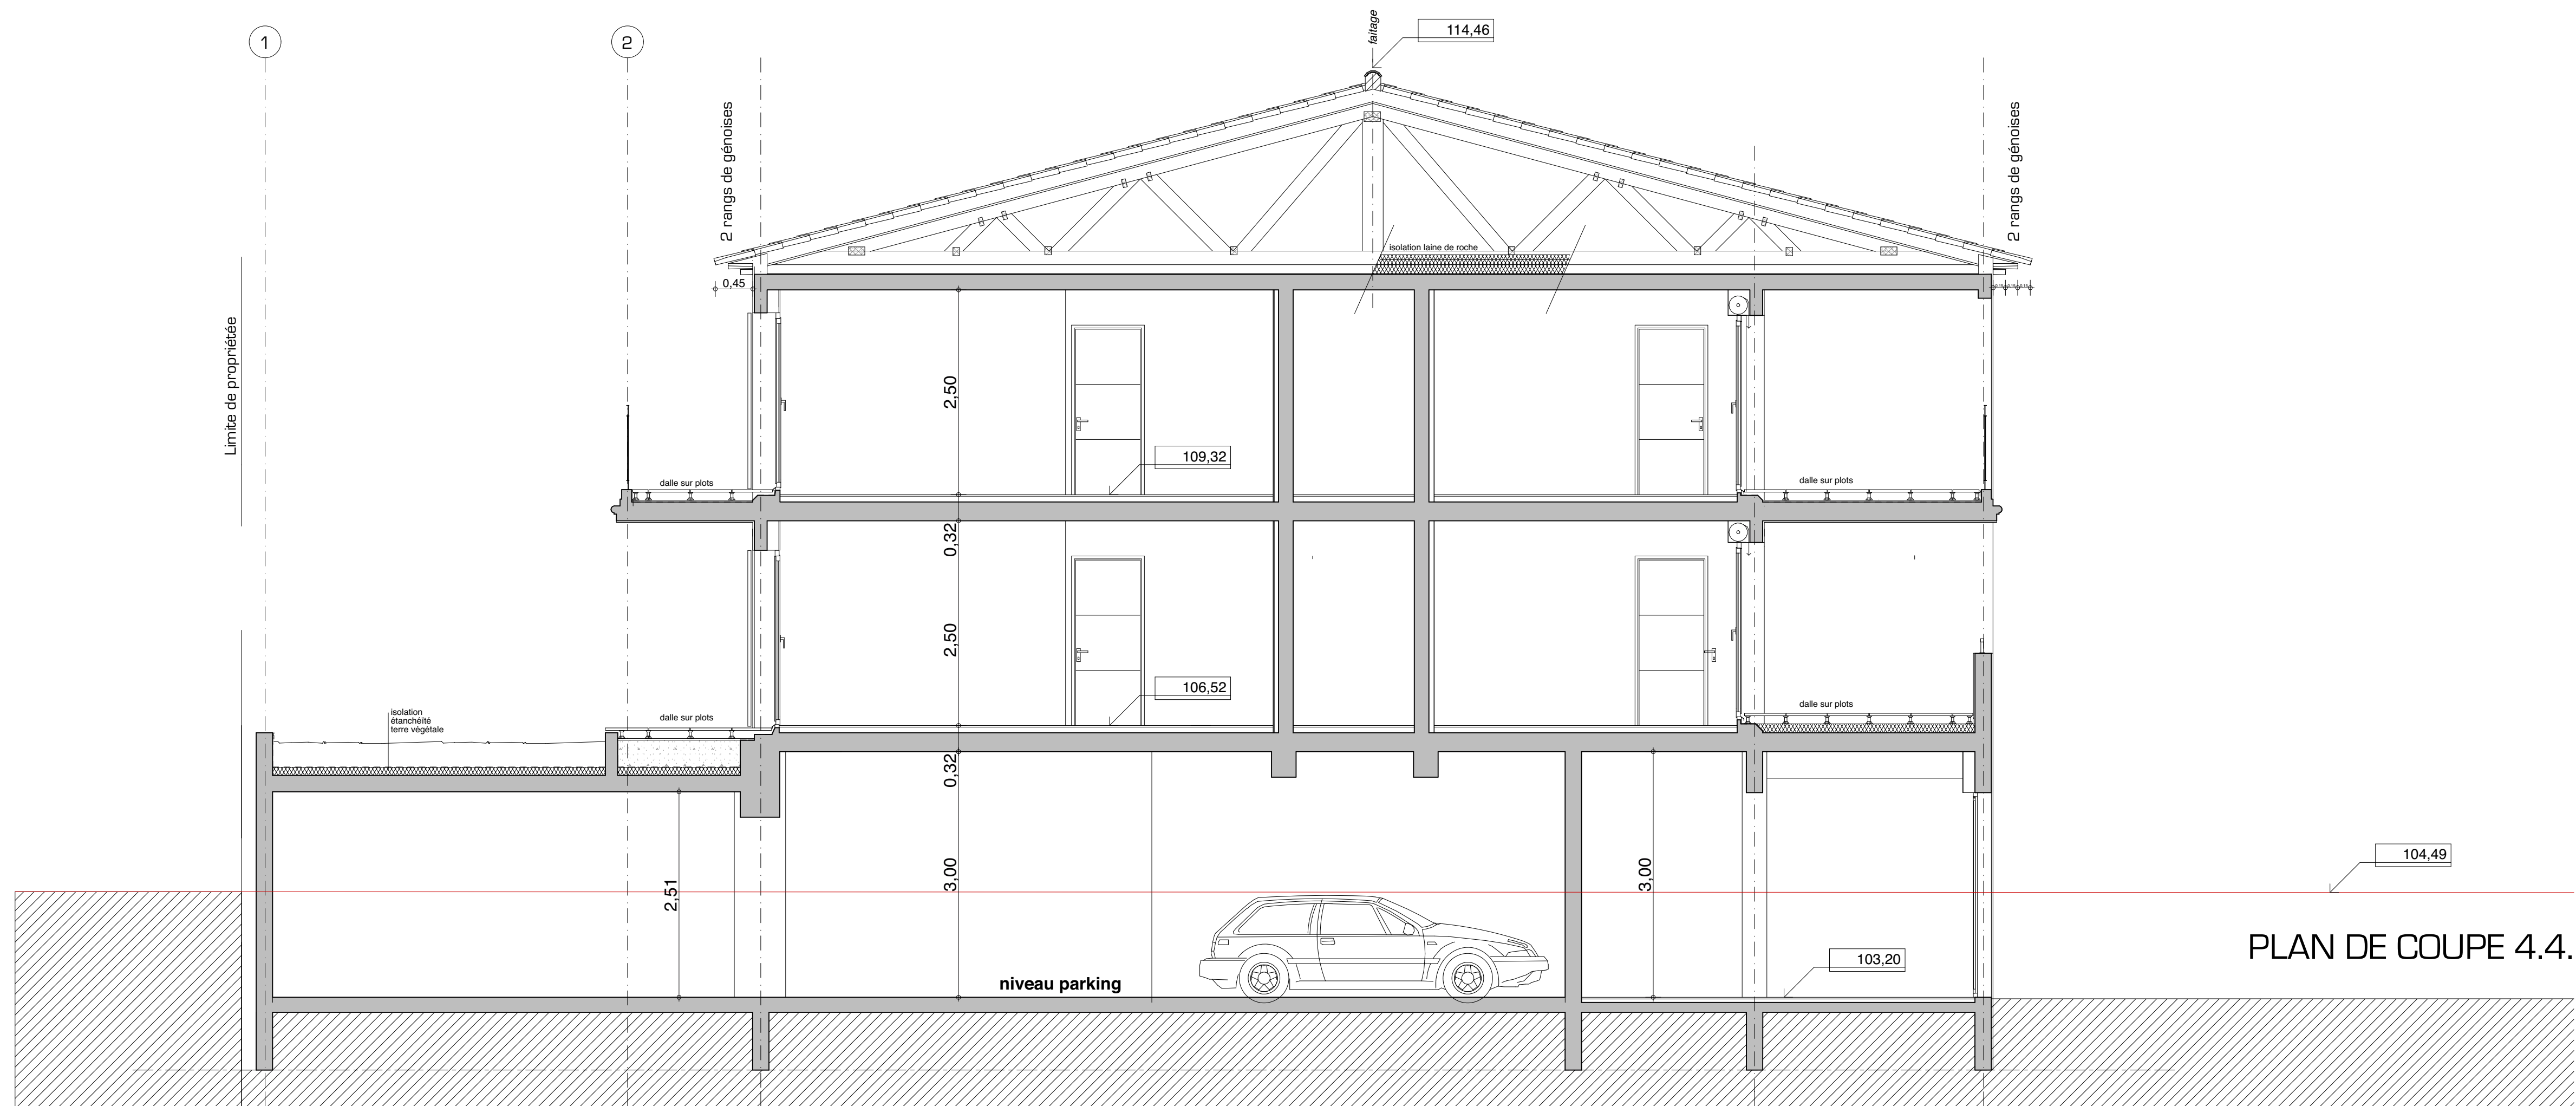 1
2
faitage
114,46
2 rangs de génoises
2 rangs de génoises
isolation laine de roche
0,45
Limite de propriétée
2,50
109,32
dalle sur plots
dalle sur plots
0,32
2,50
106,52
isolation
étanchéïté
terre végétale
dalle sur plots
dalle sur plots
0,32
104,49
2,51
3,00
3,00
PLAN DE COUPE 4.4.
103,20
niveau parking